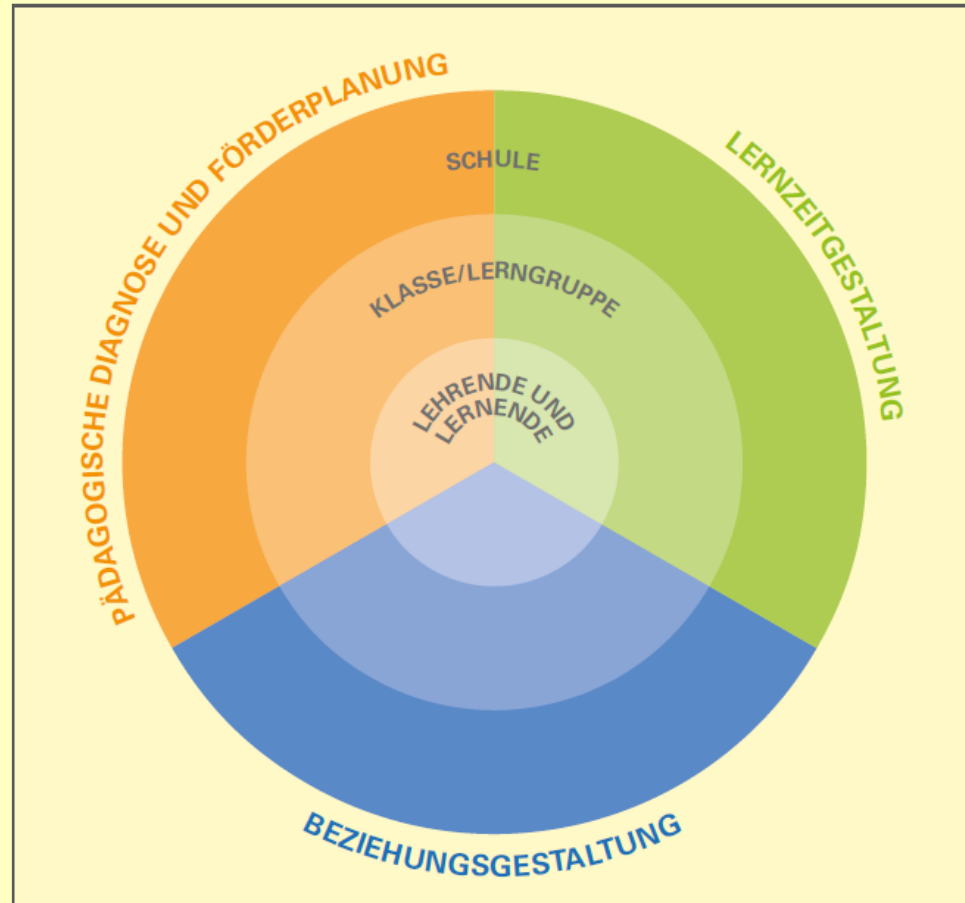 PÄDAGOGISCHE DIAGNOSE UND FÖRDERPLANUNG
LERNZEITGESTALTUNG
SCHULE
KLASSE/LERNGRUPPE
LEHRENDE UND
LERNENDE
BEZIEHUNGSGESTALTUNG